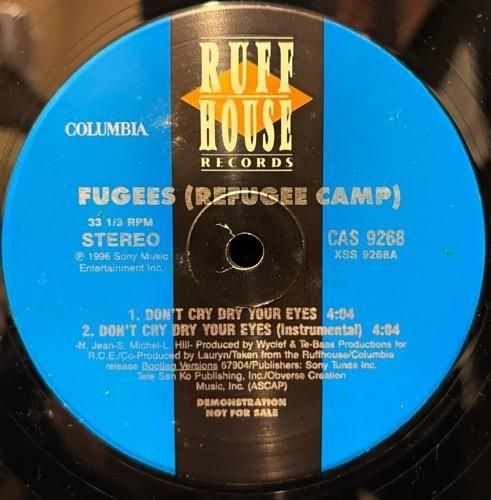 RUFF
HOUSE
RECORDS
COLUMBIA
FUGEES (REFUGEE CAMP)
33 1/3 RPM
STEREO
℗ 1996 Sony Music
Entertainment Inc.
CAS 9268
XSS 9268A
1. DON'T CRY DRY YOUR EYES 4:04
2. DON'T CRY DRY YOUR EYES (Instrumental) 4:04
-N. Jean-S. Michel-L. Hill- Produced by Wyclef & Te-Bass Productions for
R.C.E./Co-Produced by Lauryn/Taken from the Ruffhouse/Columbia
release Bootleg Versions 67904/Publishers: Sony Tunes Inc.
Tete San Ko Publishing, Inc./Obverse Creation
Music, Inc. (ASCAP)
DEMONSTRATION
NOT FOR SALE